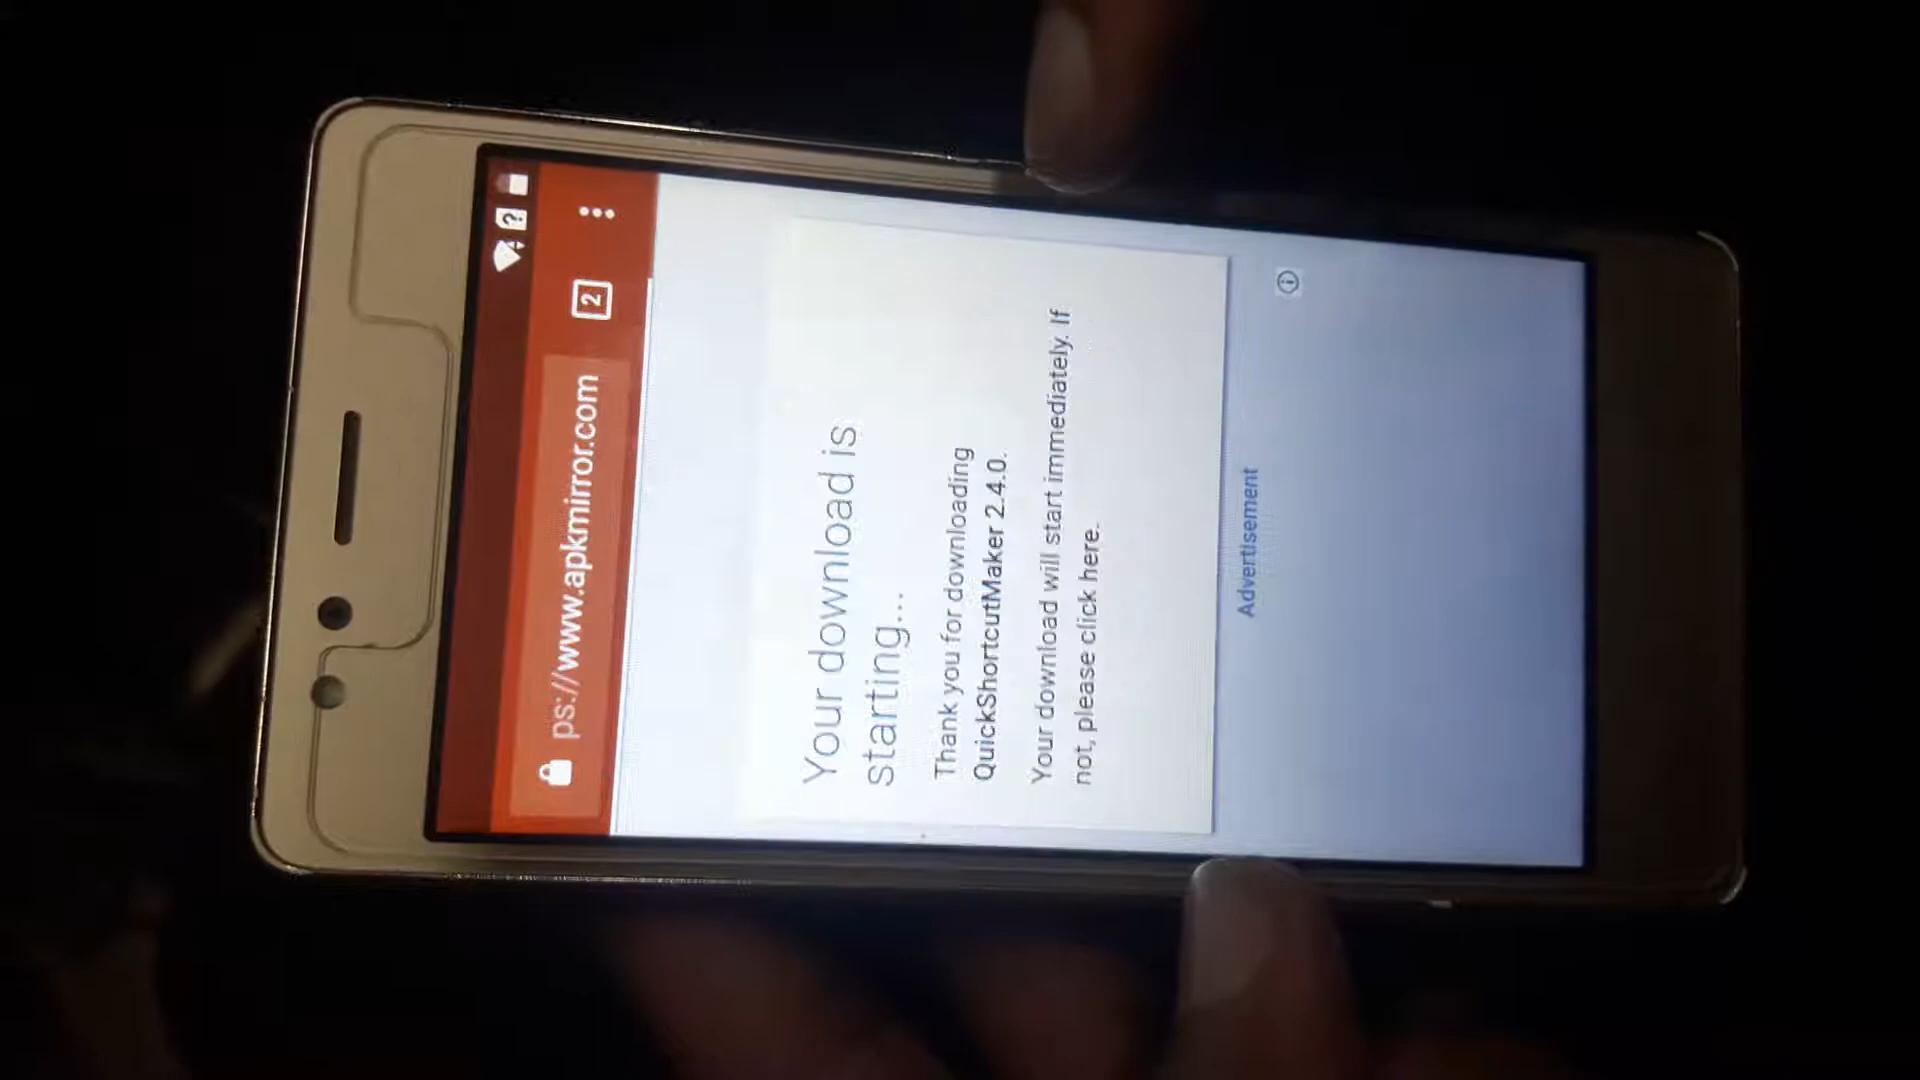 ps://www.apkmirror.com
2
Your download is
starting...
Thank you for downloading
QuickShortcutMaker 2.4.0.
Your download will start immediately. If
not, please click here.
Advertisement